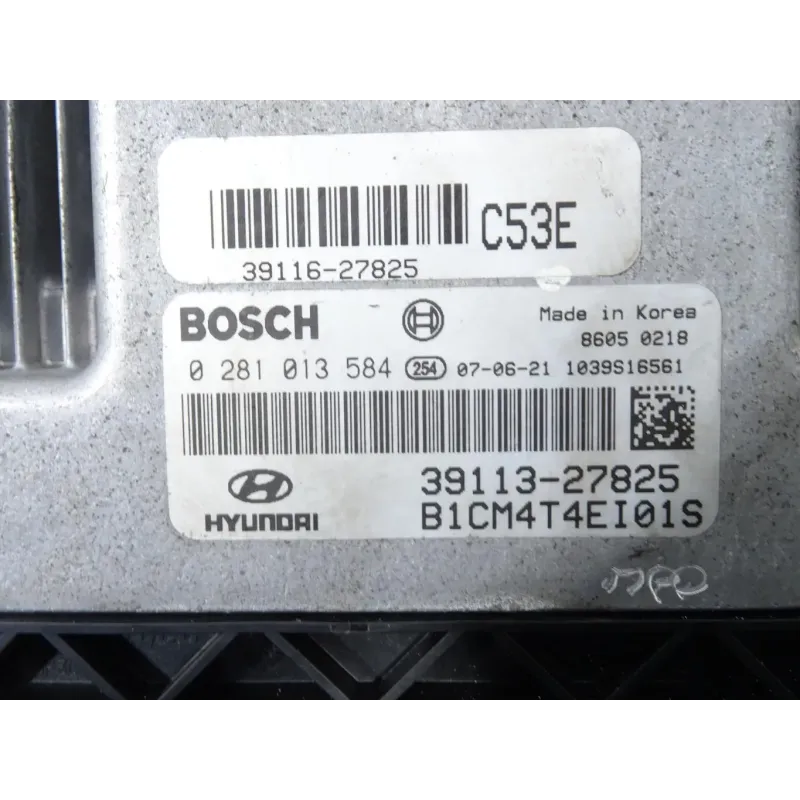 C53E
39116-27825
BOSCH
Made in Korea
8605 0218
0 281 013 584 254 07-06-21 1039S16561
39113-27825
HYUNDAI
B1CM4T4EI01S